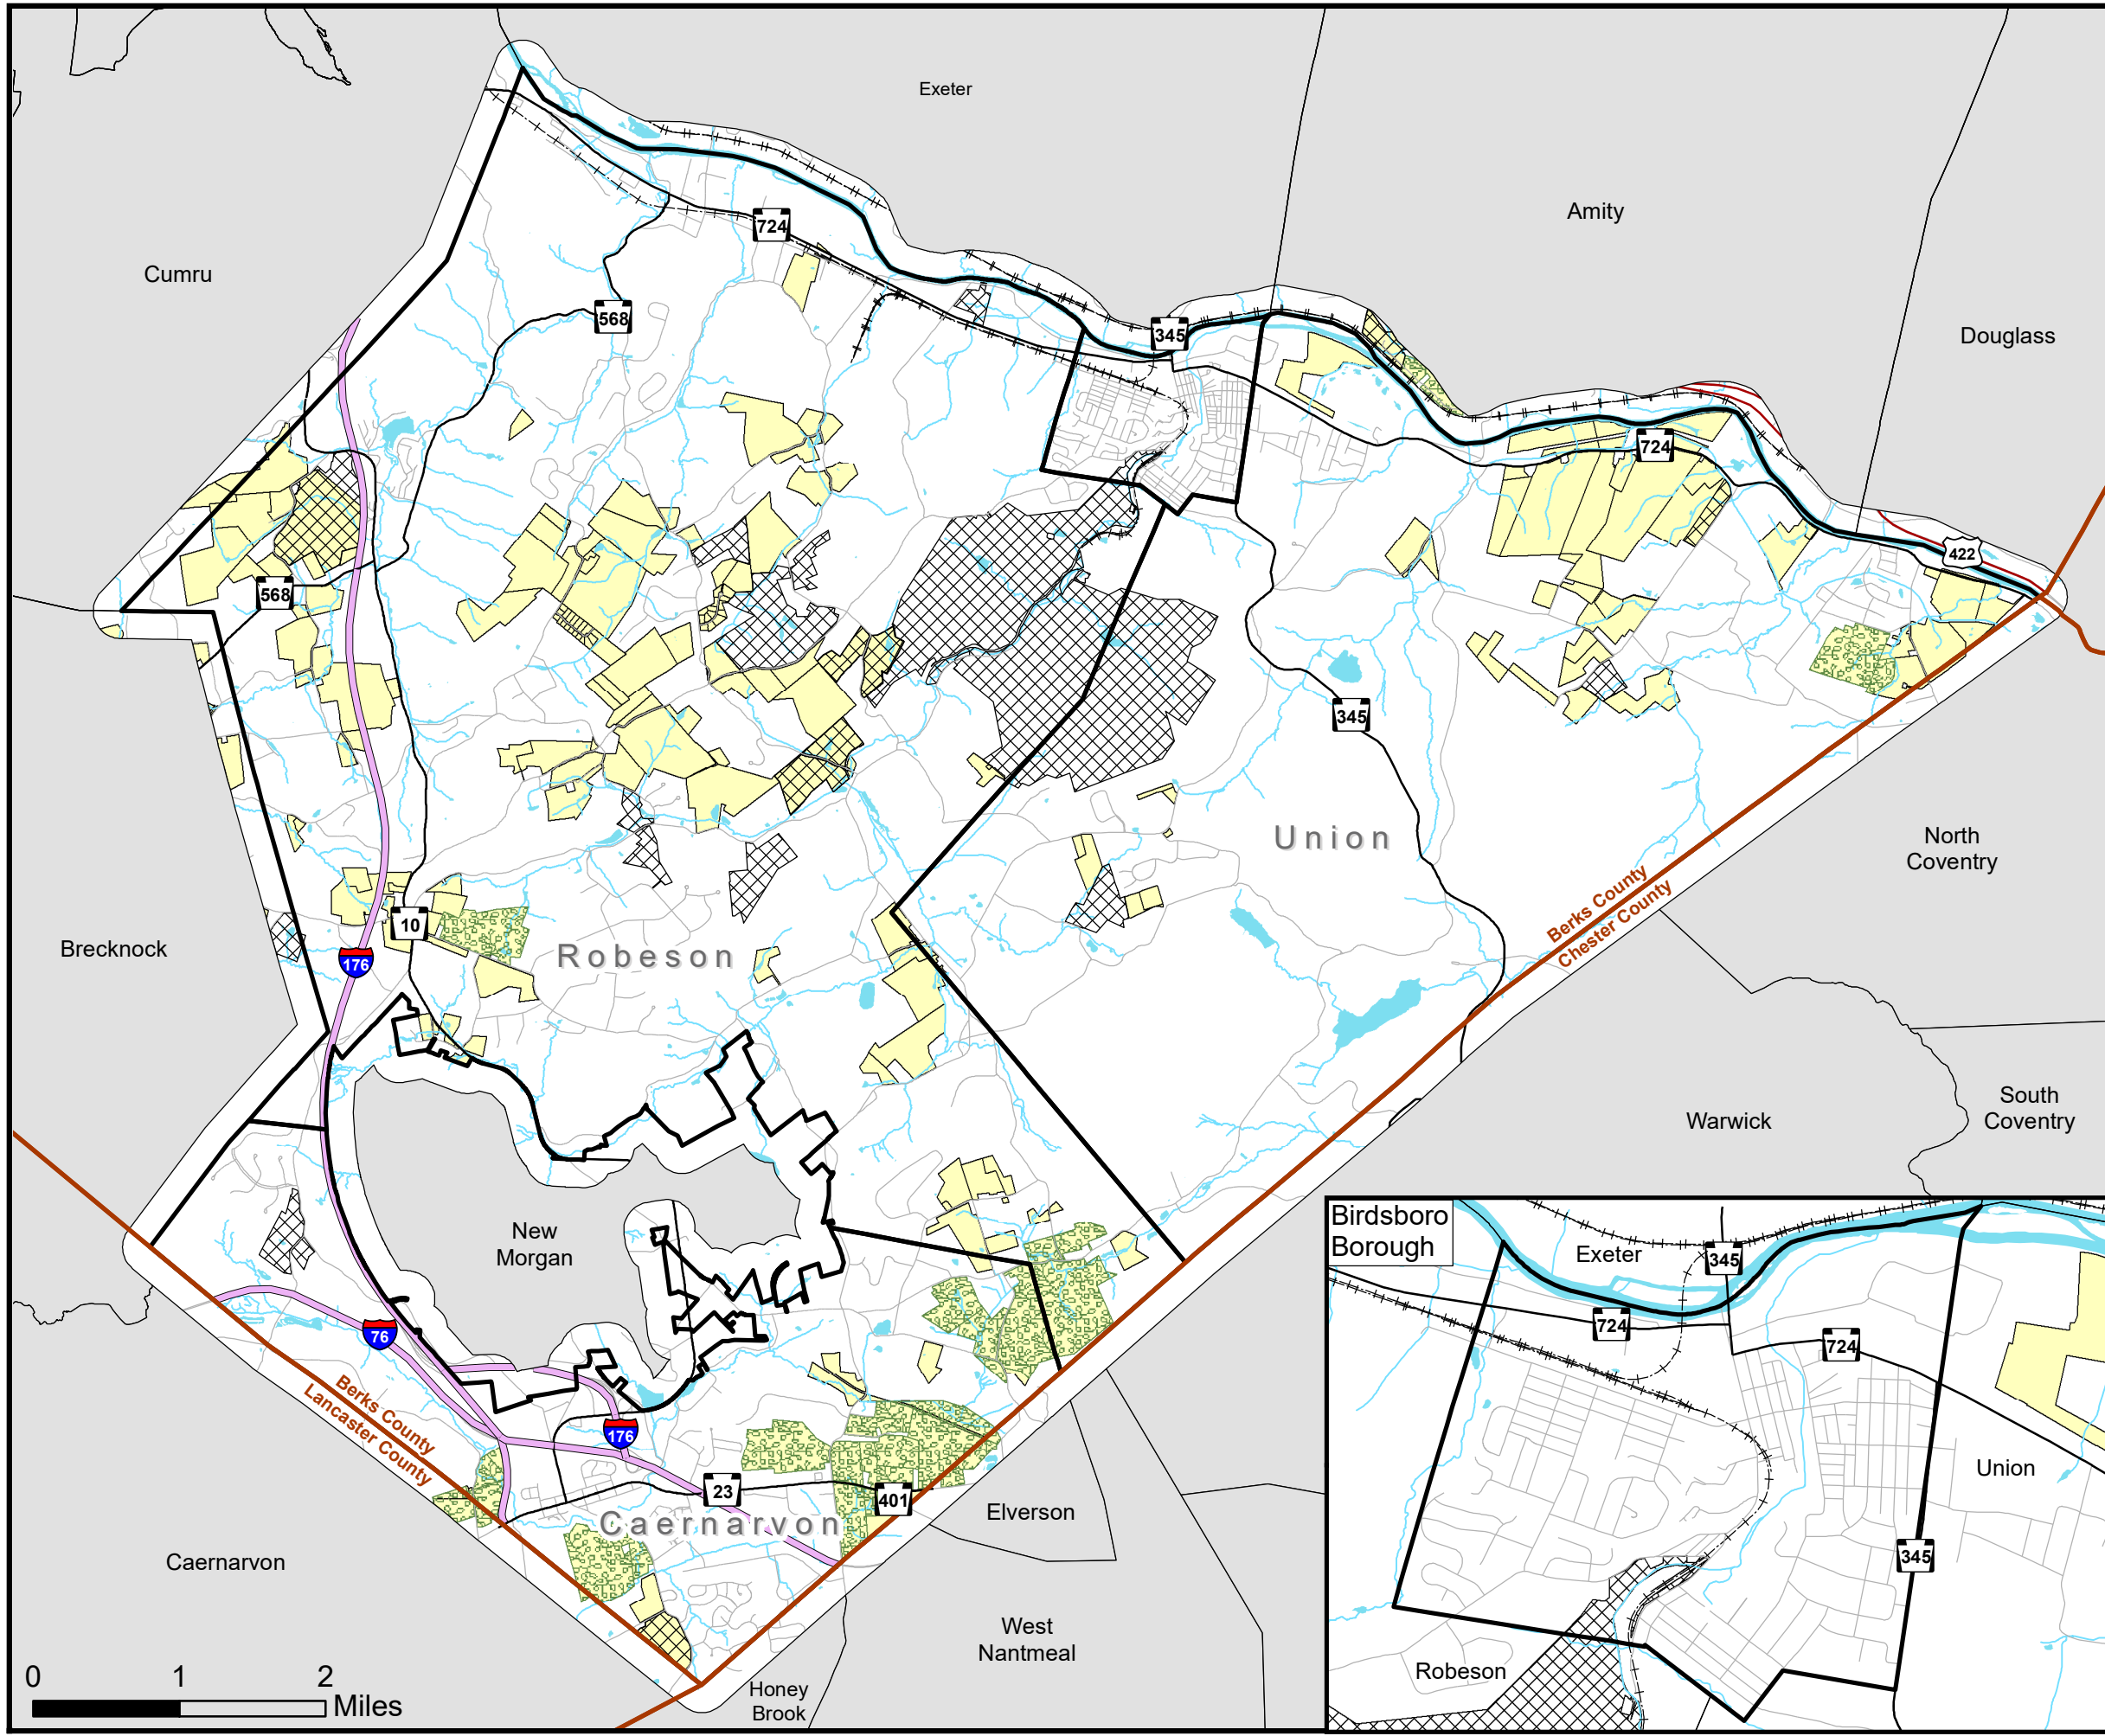 Exeter
Amity
724
Cumru
568
345
Douglass
724
422
568
345
Union
North
Coventry
Berks County
Chester County
10
Brecknock
Robeson
176
South
Coventry
Warwick
New
Morgan
76
Berks County
Lancaster County
176
23
401
Elverson
Caernarvon
Caernarvon
West
Nantmeal
Honey
Brook
0 1 2
Miles
Birdsboro
Borough
Exeter
345
724
724
Union
345
Robeson